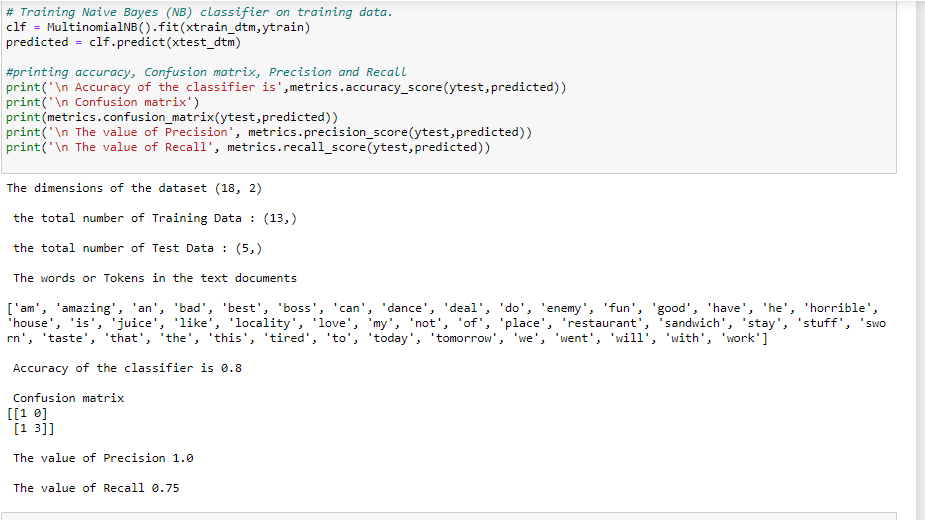 # Training Naive Bayes (NB) classifier on training data.
clf = MultinomialNB().fit(xtrain_dtm,ytrain)
predicted = clf.predict(xtest_dtm)
#printing accuracy, Confusion matrix, Precision and Recall
print('\n Accuracy of the classifier is',metrics.accuracy_score(ytest,predicted))
print('\n Confusion matrix')
print(metrics.confusion_matrix(ytest,predicted))
print('\n The value of Precision', metrics.precision_score(ytest,predicted))
print('\n The value of Recall', metrics.recall_score(ytest,predicted))
The dimensions of the dataset (18, 2)
the total number of Training Data : (13,)
the total number of Test Data : (5,)
The words or Tokens in the text documents
['am', 'amazing', 'an', 'bad', 'best', 'boss', 'can', 'dance', 'deal', 'do', 'enemy', 'fun', 'good', 'have', 'he', 'horrible',
'house', 'is', 'juice', 'like', 'locality', 'love', 'my', 'not', 'of', 'place', 'restaurant', 'sandwich', 'stay', 'stuff', 'swo
rn', 'taste', 'that', 'the', 'this', 'tired', 'to', 'today', 'tomorrow', 'we', 'went', 'will', 'with', 'work']
Accuracy of the classifier is 0.8
Confusion matrix
[[1 0]
[1 3]]
The value of Precision 1.0
The value of Recall 0.75